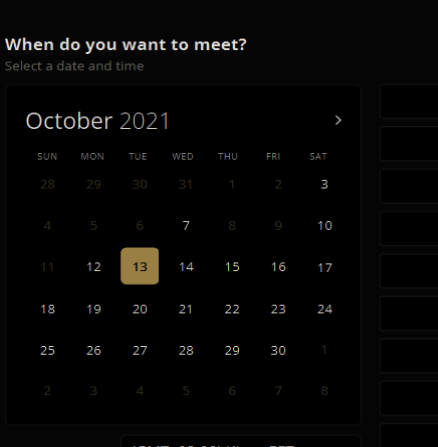 When do you want to meet?
Select a date and time
October 2021 >
SUN MON TUE WED THU FRI SAT
28 29 30 31 1 2 3
4 5 6 7 8 9 10
11 12 13 14 15 16 17
18 19 20 21 22 23 24
25 26 27 28 29 30 1
2 3 4 5 6 7 8